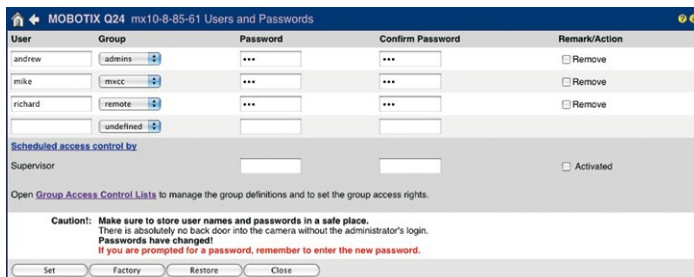 MOBOTIX Q24 mx10-8-85-61 Users and Passwords
User Group Password Confirm Password Remark/Action
andrew admins ••• ••• Remove
mike mxcc ••• ••• Remove
richard remote ••• ••• Remove
undefined
Scheduled access control by
Supervisor Activated
Open Group Access Control Lists to manage the group definitions and to set the group access rights.
Caution!: Make sure to store user names and passwords in a safe place.
There is absolutely no back door into the camera without the administrator's login.
Passwords have changed!
If you are prompted for a password, remember to enter the new password.
Set Factory Restore Close